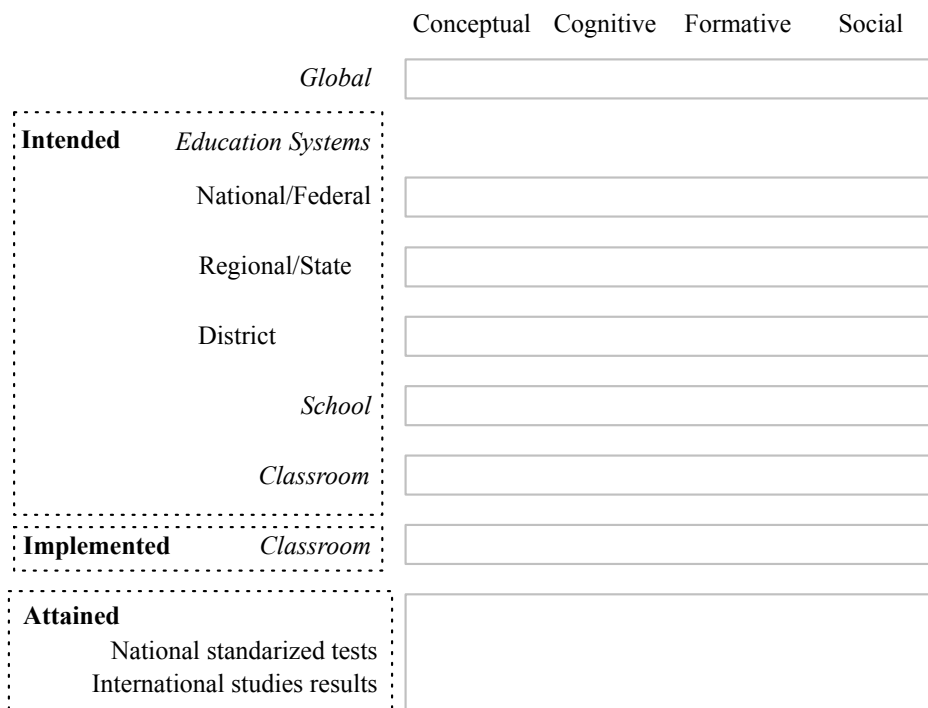 Conceptual Cognitive Formative Social
Global
Intended Education Systems
National/Federal
Regional/State
District
School
Classroom
Implemented Classroom
Attained
National standarized tests
International studies results